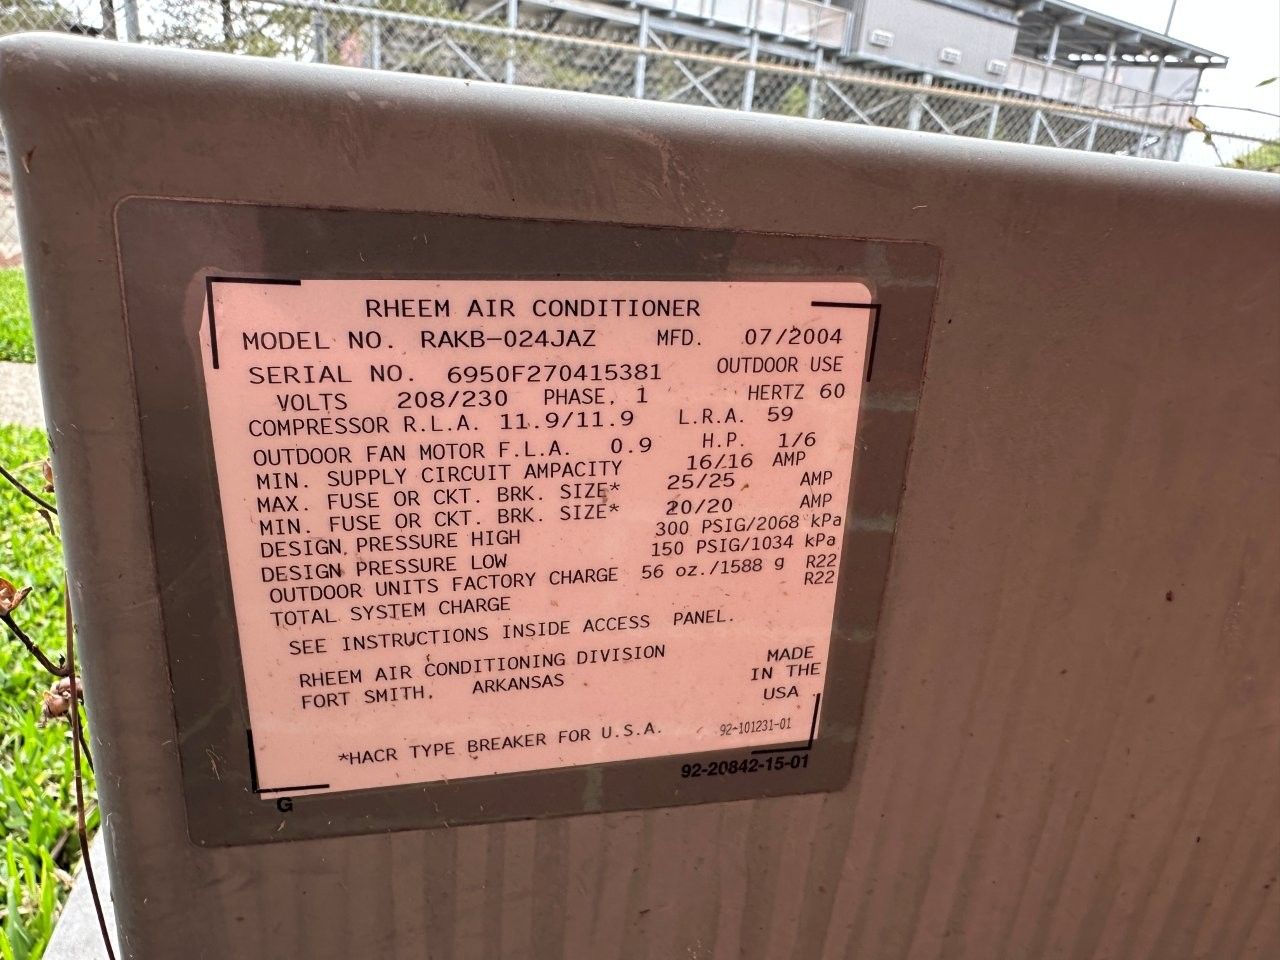 RHEEM AIR CONDITIONER
MODEL NO. RAKB-024JAZ MFD. 07/2004
SERIAL NO. 6950F270415381 OUTDOOR USE
VOLTS 208/230 PHASE. 1 HERTZ 60
COMPRESSOR R.L.A. 11.9/11.9 L.R.A. 59
OUTDOOR FAN MOTOR F.L.A. 0.9 H.P. 1/6
MIN. SUPPLY CIRCUIT AMPACITY 16/16 AMP
MAX. FUSE OR CKT. BRK. SIZE* 25/25 AMP
MIN. FUSE OR CKT. BRK. SIZE* 20/20 AMP
DESIGN PRESSURE HIGH 300 PSIG/2068 kPa
DESIGN PRESSURE LOW 150 PSIG/1034 kPa
OUTDOOR UNITS FACTORY CHARGE 56 oz./1588 g R22
TOTAL SYSTEM CHARGE R22
SEE INSTRUCTIONS INSIDE ACCESS PANEL.
RHEEM AIR CONDITIONING DIVISION
FORT SMITH, ARKANSAS
MADE
IN THE
USA
*HACR TYPE BREAKER FOR U.S.A. 92-101231-01
92-20842-15-01
G